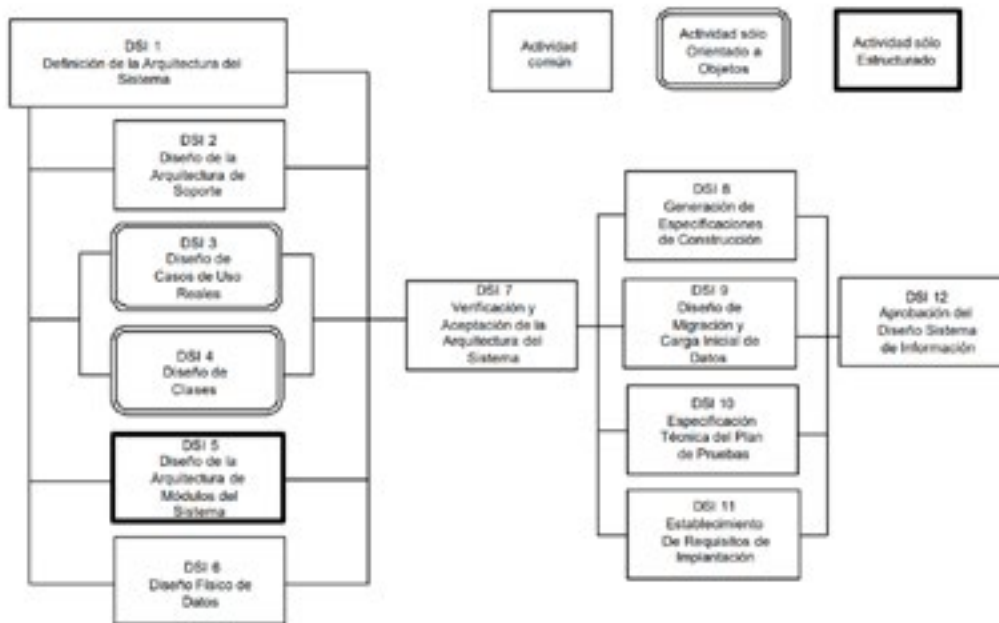 DSI 1
Definición de la Arquitectura del
Sistema
DSI 2
Diseño de la
Arquitectura de
Soporte
DSI 3
Diseño de
Casos de Uso
Reales
DSI 4
Diseño de
Clases
DSI 5
Diseño de la
Arquitectura de
Módulos del
Sistema
DSI 6
Diseño Físico de
Datos
Actividad
común
Actividad sólo
Orientado a
Objetos
Actividad sólo
Estructurado
DSI 7
Verificación y
Aceptación de la
Arquitectura del
Sistema
DSI 8
Generación de
Especificaciones
de Construcción
DSI 9
Diseño de
Migración y
Carga Inicial de
Datos
DSI 10
Especificación
Técnica del Plan
de Pruebas
DSI 11
Establecimiento
De Requisitos de
Implantación
DSI 12
Aprobación del
Diseño Sistema
de Información